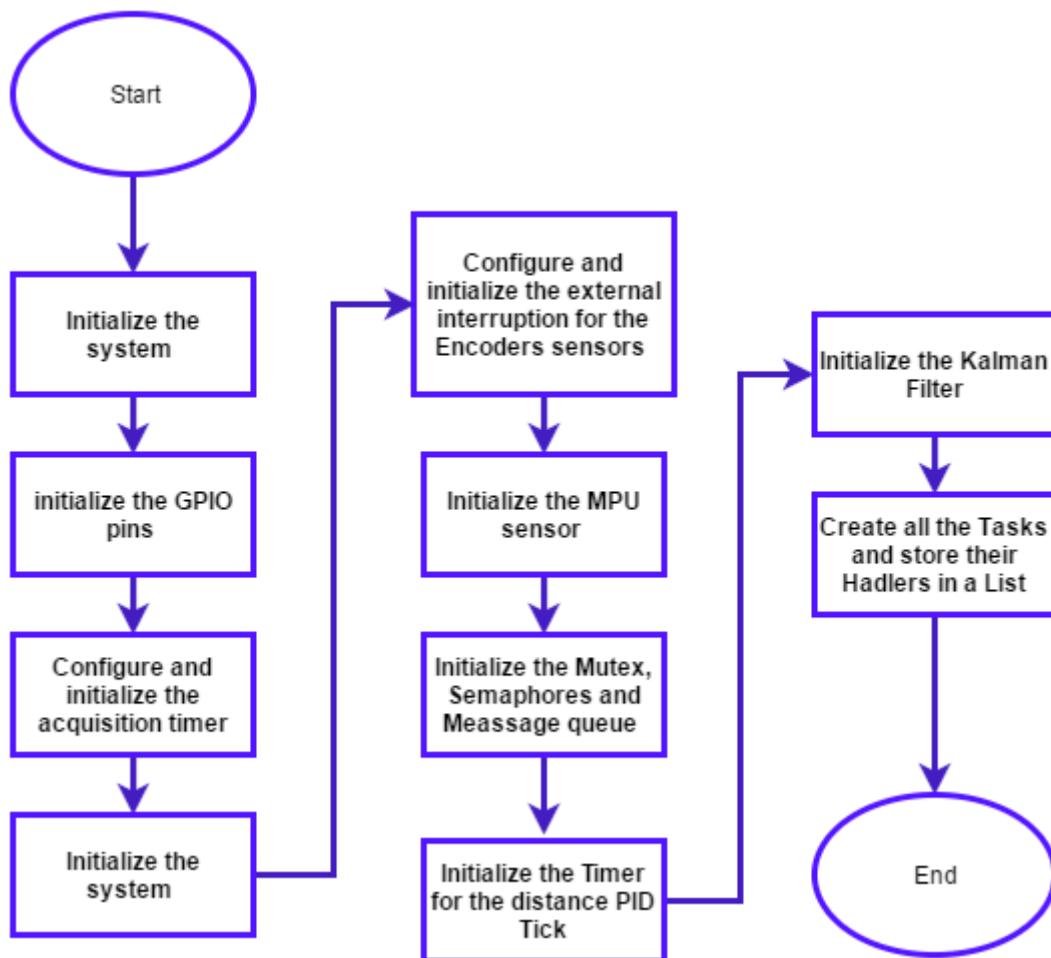 Start
Initialize the
system
initialize the GPIO
pins
Configure and
initialize the
acquisition timer
Initialize the
system
Configure and
initialize the external
interruption for the
Encoders sensors
Initialize the MPU
sensor
Initialize the Mutex,
Semaphores and
Meassage queue
Initialize the Timer
for the distance PID
Tick
Initialize the Kalman
Filter
Create all the Tasks
and store their
Hadlers in a List
End